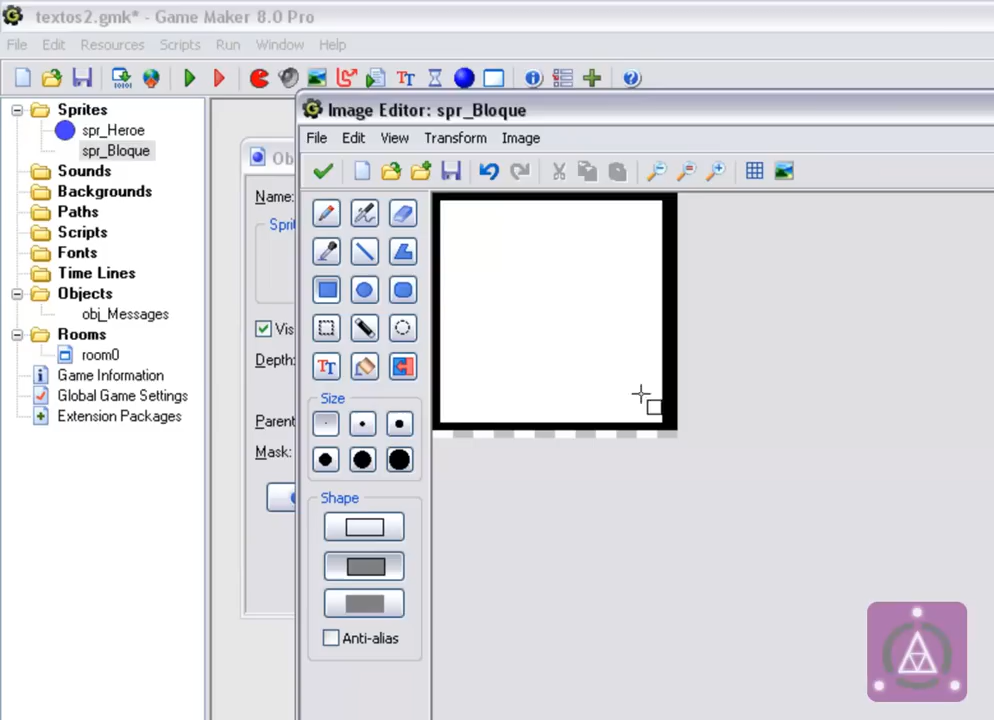 textos2.gmk* - Game Maker 8.0 Pro
File Edit Resources Scripts Run Window Help
Sprites
spr_Heroe
spr_Bloque
Sounds
Backgrounds
Paths
Scripts
Fonts
Time Lines
Objects
obj_Messages
Rooms
room0
Game Information
Global Game Settings
Extension Packages
Ob
Name:
Sprit
Vis
Depth:
Parent
Mask:
Image Editor: spr_Bloque
File Edit View Transform Image
Size
Shape
Anti-alias